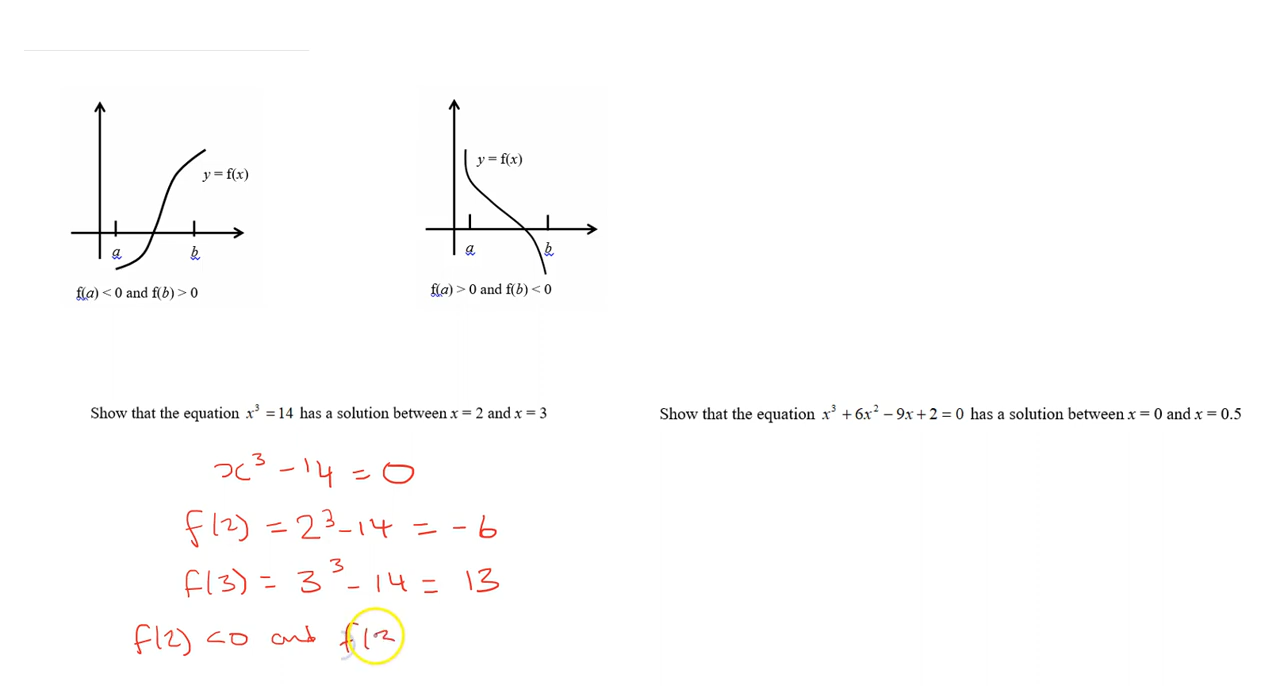 y = f(x)
a
b
f(a) < 0 and f(b) > 0
y = f(x)
a
b
f(a) > 0 and f(b) < 0
Show that the equation x³ = 14 has a solution between x = 2 and x = 3
x³ - 14 = 0
f(2) = 2³ - 14 = -6
f(3) = 3³ - 14 = 13
f(2) < 0 and f(3
Show that the equation x³ + 6x² − 9x + 2 = 0 has a solution between x = 0 and x = 0.5